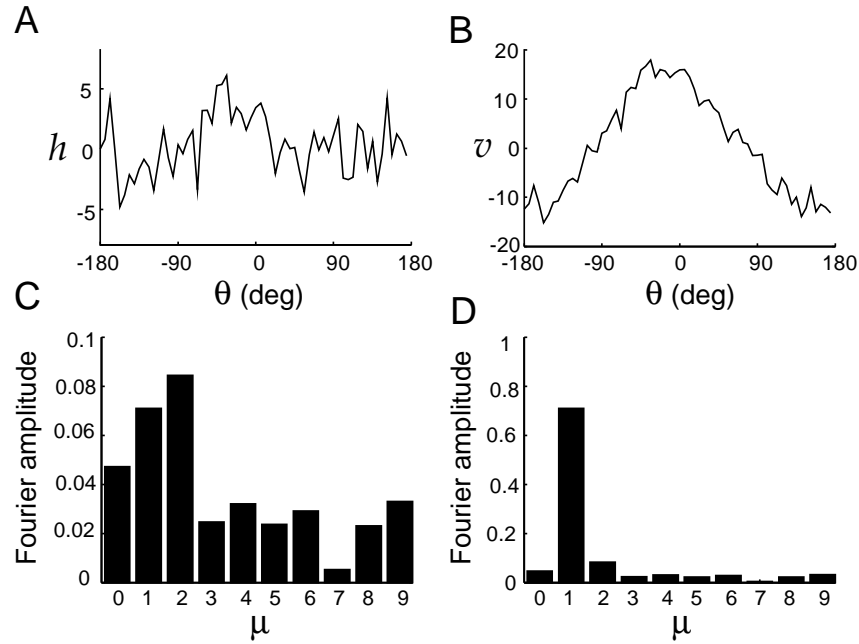 A
h
5
0
-5
-180 -90 0 90 180
θ (deg)
B
v
20
10
0
-10
-20
-180 -90 0 90 180
θ (deg)
C
Fourier amplitude
0.1
0.08
0.06
0.04
0.02
0
0 1 2 3 4 5 6 7 8 9
μ
D
Fourier amplitude
1
0.8
0.6
0.4
0.2
0
0 1 2 3 4 5 6 7 8 9
μ